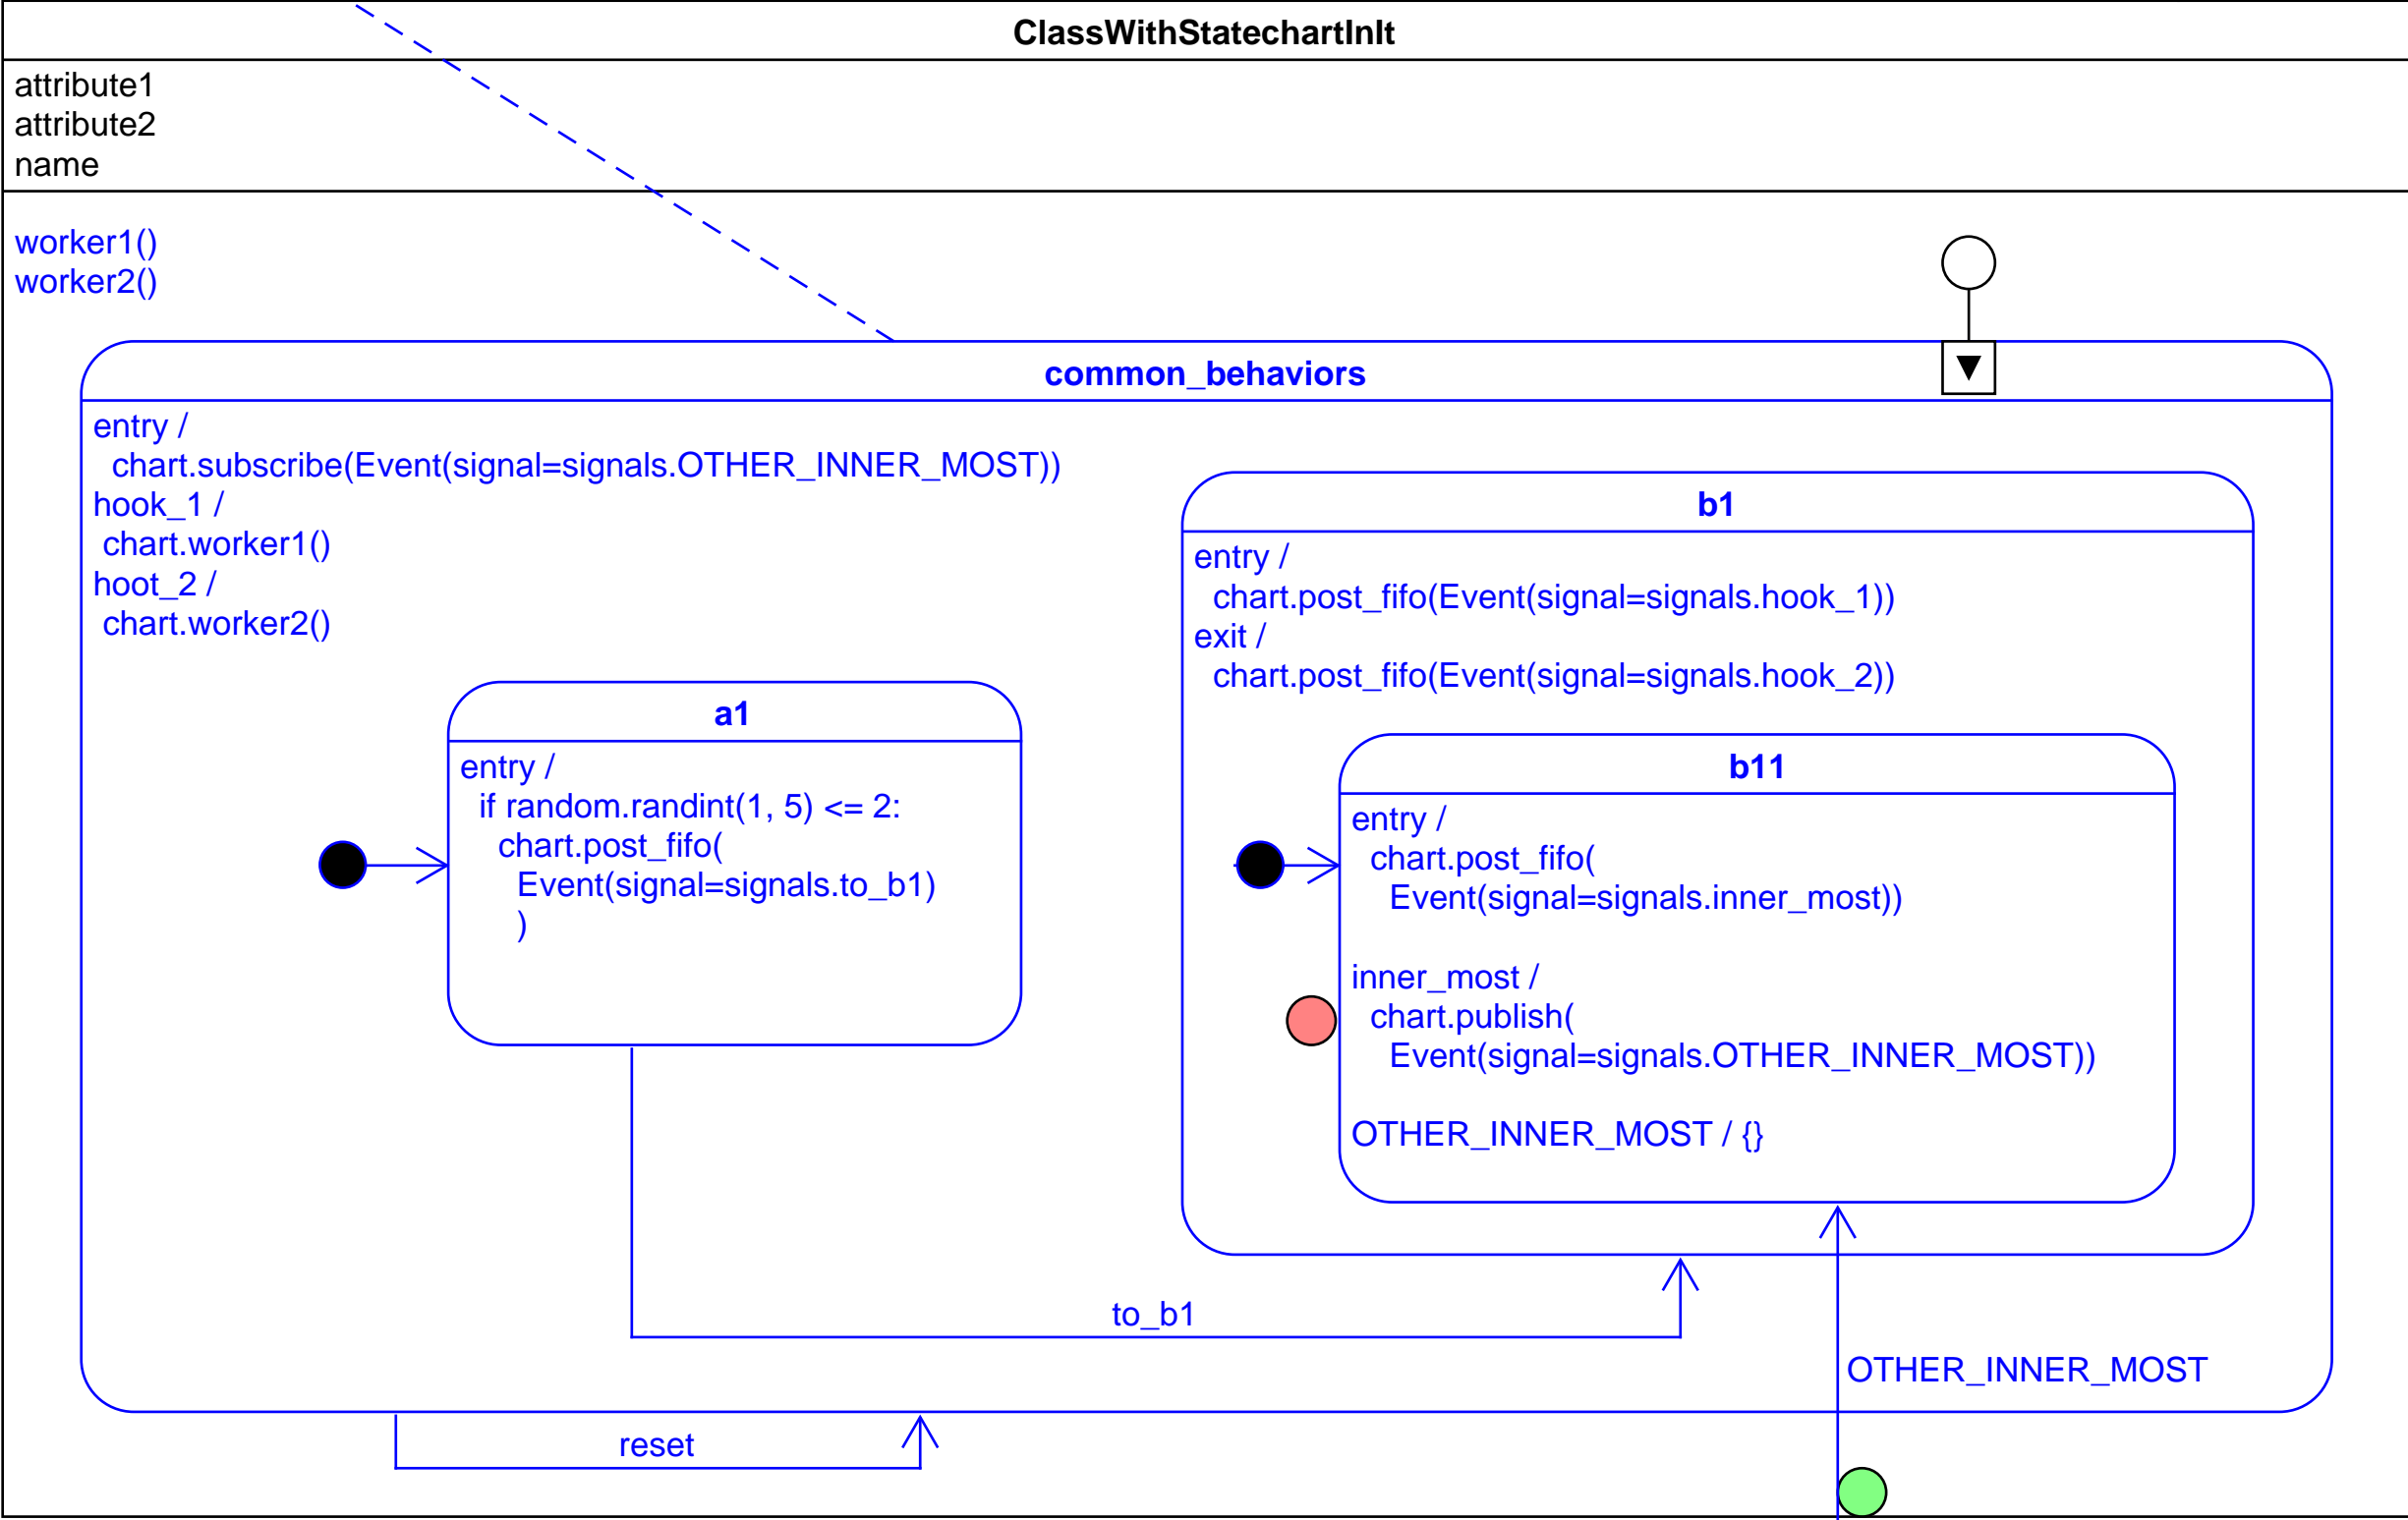 ClassWithStatechartInIt
attribute1
attribute2
name
worker1()
worker2()
common_behaviors
entry /
chart.subscribe(Event(signal=signals.OTHER_INNER_MOST))
hook_1 /
chart.worker1()
hoot_2 /
chart.worker2()
b1
entry /
chart.post_fifo(Event(signal=signals.hook_1))
exit /
chart.post_fifo(Event(signal=signals.hook_2))
a1
entry /
if random.randint(1, 5) <= 2:
chart.post_fifo(
Event(signal=signals.to_b1)
)
b11
entry /
chart.post_fifo(
Event(signal=signals.inner_most))
inner_most /
chart.publish(
Event(signal=signals.OTHER_INNER_MOST))
OTHER_INNER_MOST / {}
to_b1
OTHER_INNER_MOST
reset